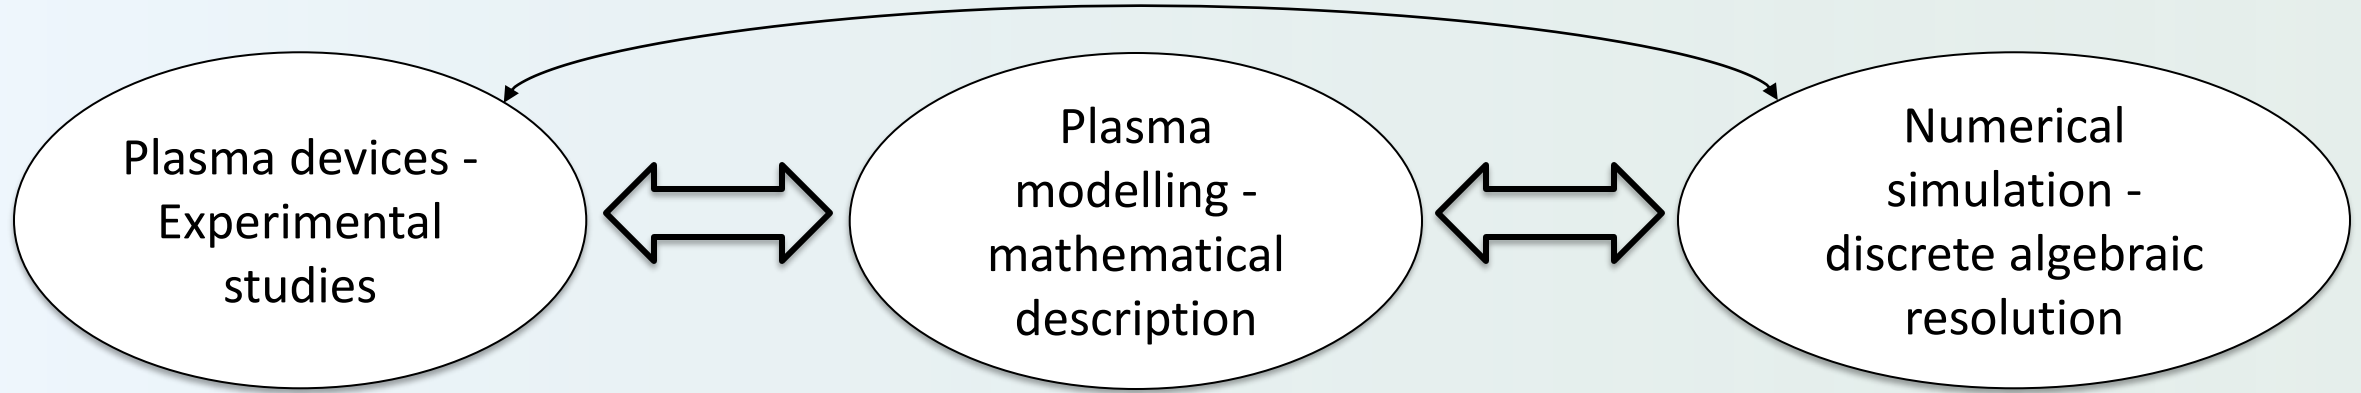 Plasma devices -
Experimental
studies
Plasma
modelling -
mathematical
description
Numerical
simulation -
discrete algebraic
resolution